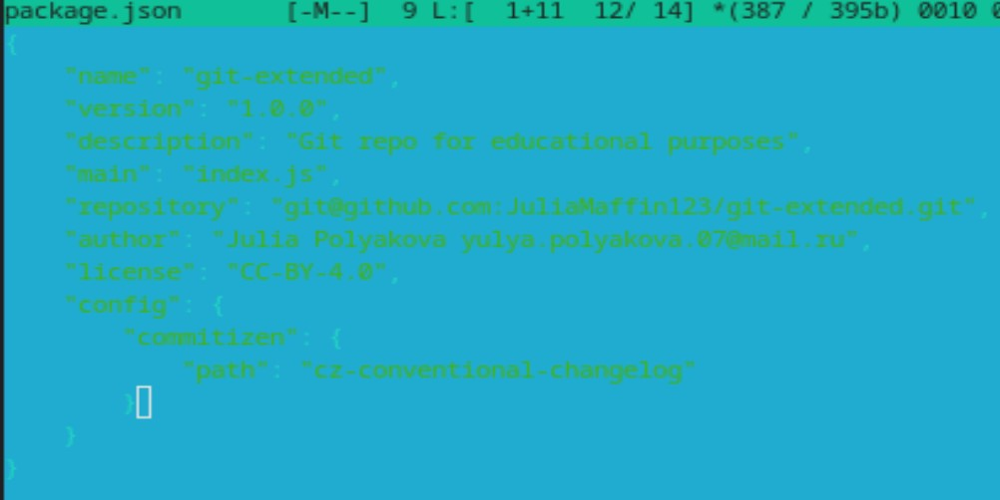 package.json [-M--] 9 L:[ 1+11 12/ 14] *(387 / 395b) 0010
{
"name": "git-extended",
"version": "1.0.0",
"description": "Git repo for educational purposes",
"main": "index.js",
"repository": "git@github.com:JuliaMaffin123/git-extended.git",
"author": "Julia Polyakova yulya.polyakova.07@mail.ru",
"license": "CC-BY-4.0",
"config": {
"commitizen": {
"path": "cz-conventional-changelog"
}
}
}